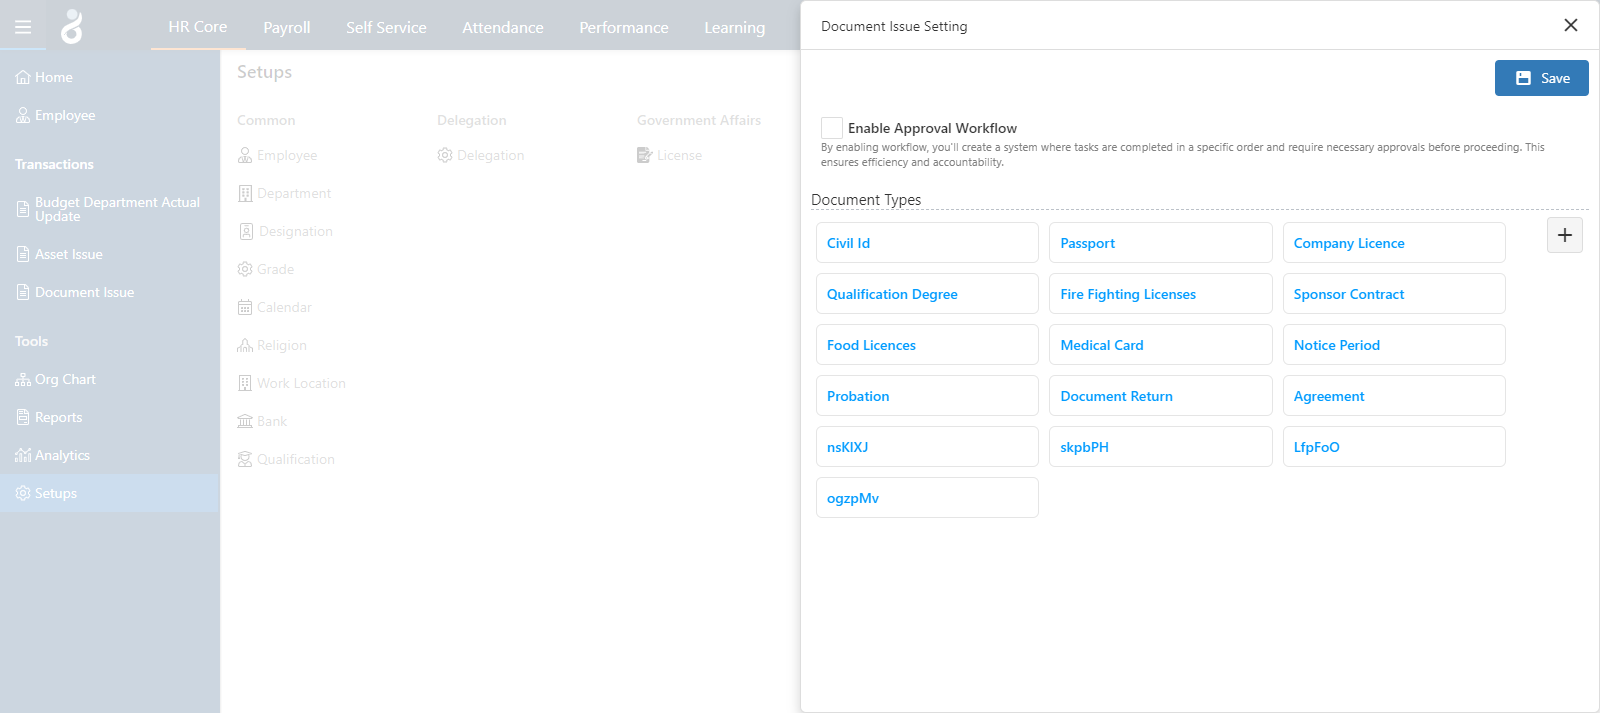 HR Core
Payroll
Self Service
Attendance
Performance
Learning
Home
Employee
Transactions
Budget Department Actual
Update
Asset Issue
Document Issue
Tools
Org Chart
Reports
Analytics
Setups
Setups
Common
Employee
Department
Designation
Grade
Calendar
Religion
Work Location
Bank
Qualification
Delegation
Delegation
Government Affairs
License
Document Issue Setting
Save
Enable Approval Workflow
By enabling workflow, you'll create a system where tasks are completed in a specific order and require necessary approvals before proceeding. This
ensures efficiency and accountability.
Document Types
Civil Id
Passport
Company Licence
Qualification Degree
Fire Fighting Licenses
Sponsor Contract
Food Licences
Medical Card
Notice Period
Probation
Document Return
Agreement
nsKIXJ
skpbPH
LfpFoO
ogzpMv